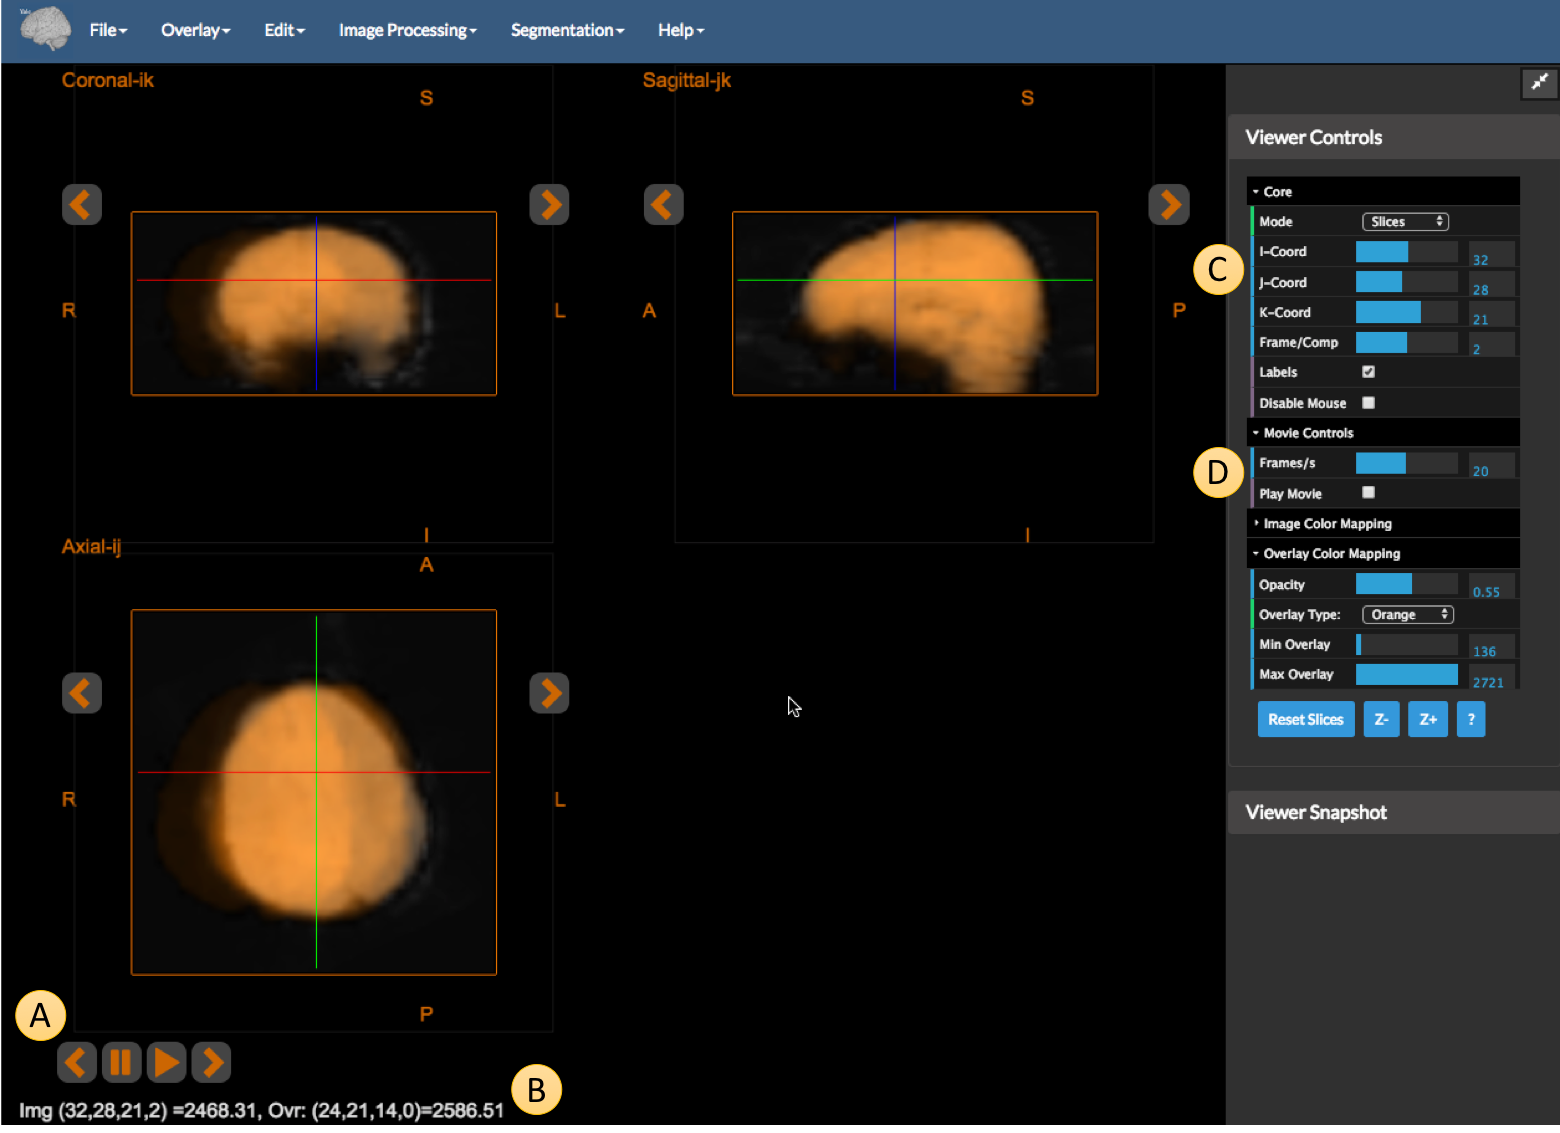 Yale
File Overlay Edit Image Processing Segmentation Help
Coronal-ik
S
R
L
I
Sagittal-jk
S
A
P
I
Axial-ij
A
R
L
P
A
B
Img (32,28,21,2) =2468.31, Ovr: (24,21,14,0)=2586.51
C
D
Viewer Controls
Core
Mode Slices
I-Coord 32
J-Coord 28
K-Coord 21
Frame/Comp 2
Labels
Disable Mouse
Movie Controls
Frames/s 20
Play Movie
Image Color Mapping
Overlay Color Mapping
Opacity 0.55
Overlay Type: Orange
Min Overlay 136
Max Overlay 2721
Reset Slices Z- Z+ ?
Viewer Snapshot